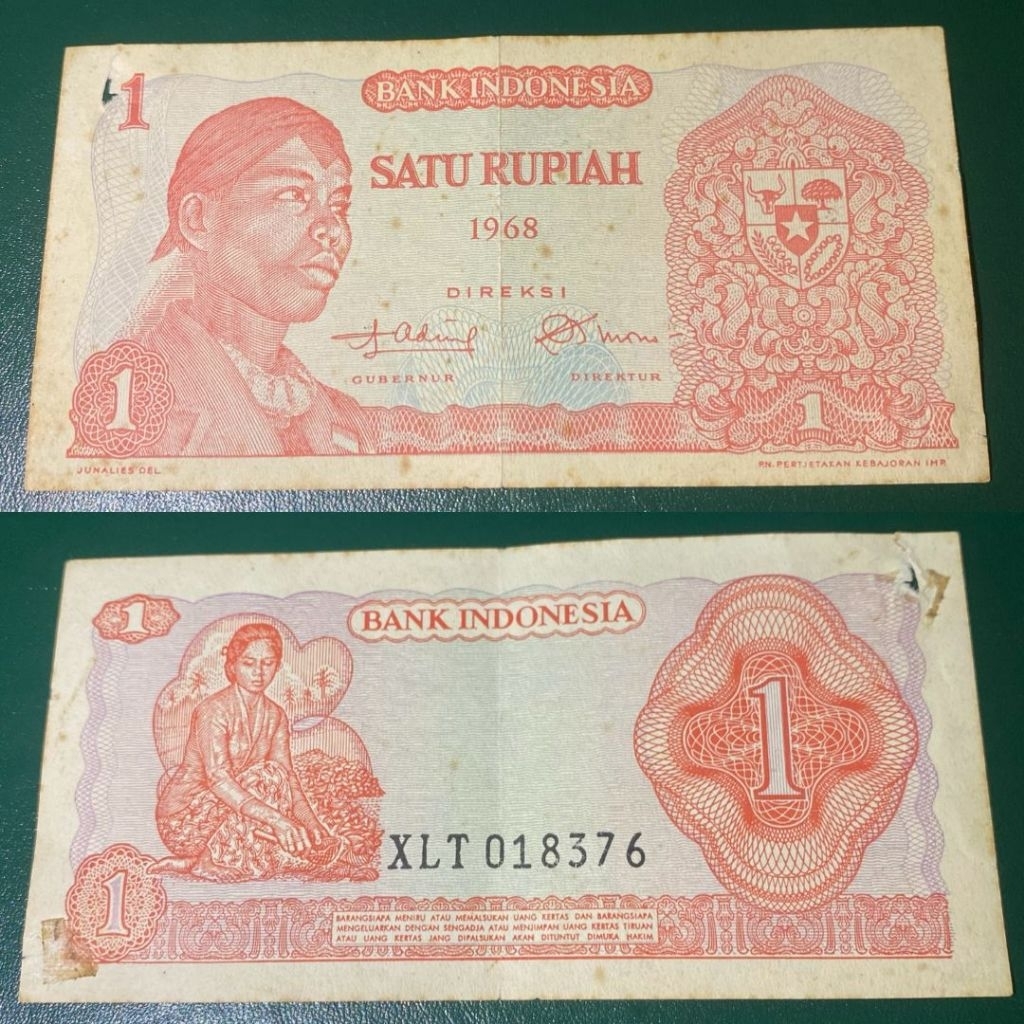 1
BANK INDONESIA
SATU RUPIAH
1968
DIREKSI
GUBERNUR DIREKTUR
1
1
JUNALIES DEL.
P.N. PERTJETAKAN KEBAJORAN IMP.
1
BANK INDONESIA
1
XLT 018376
1
BARANGSIAPA MENIRU ATAU MEMALSUKAN UANG KERTAS DAN BARANGSIAPA
MENGELUARKAN DENGAN SENGADJA ATAU MENJIMPAN UANG KERTAS TIRUAN
ATAU UANG KERTAS JANG DIPALSUKAN AKAN DITUNTUT DIMUKA HAKIM